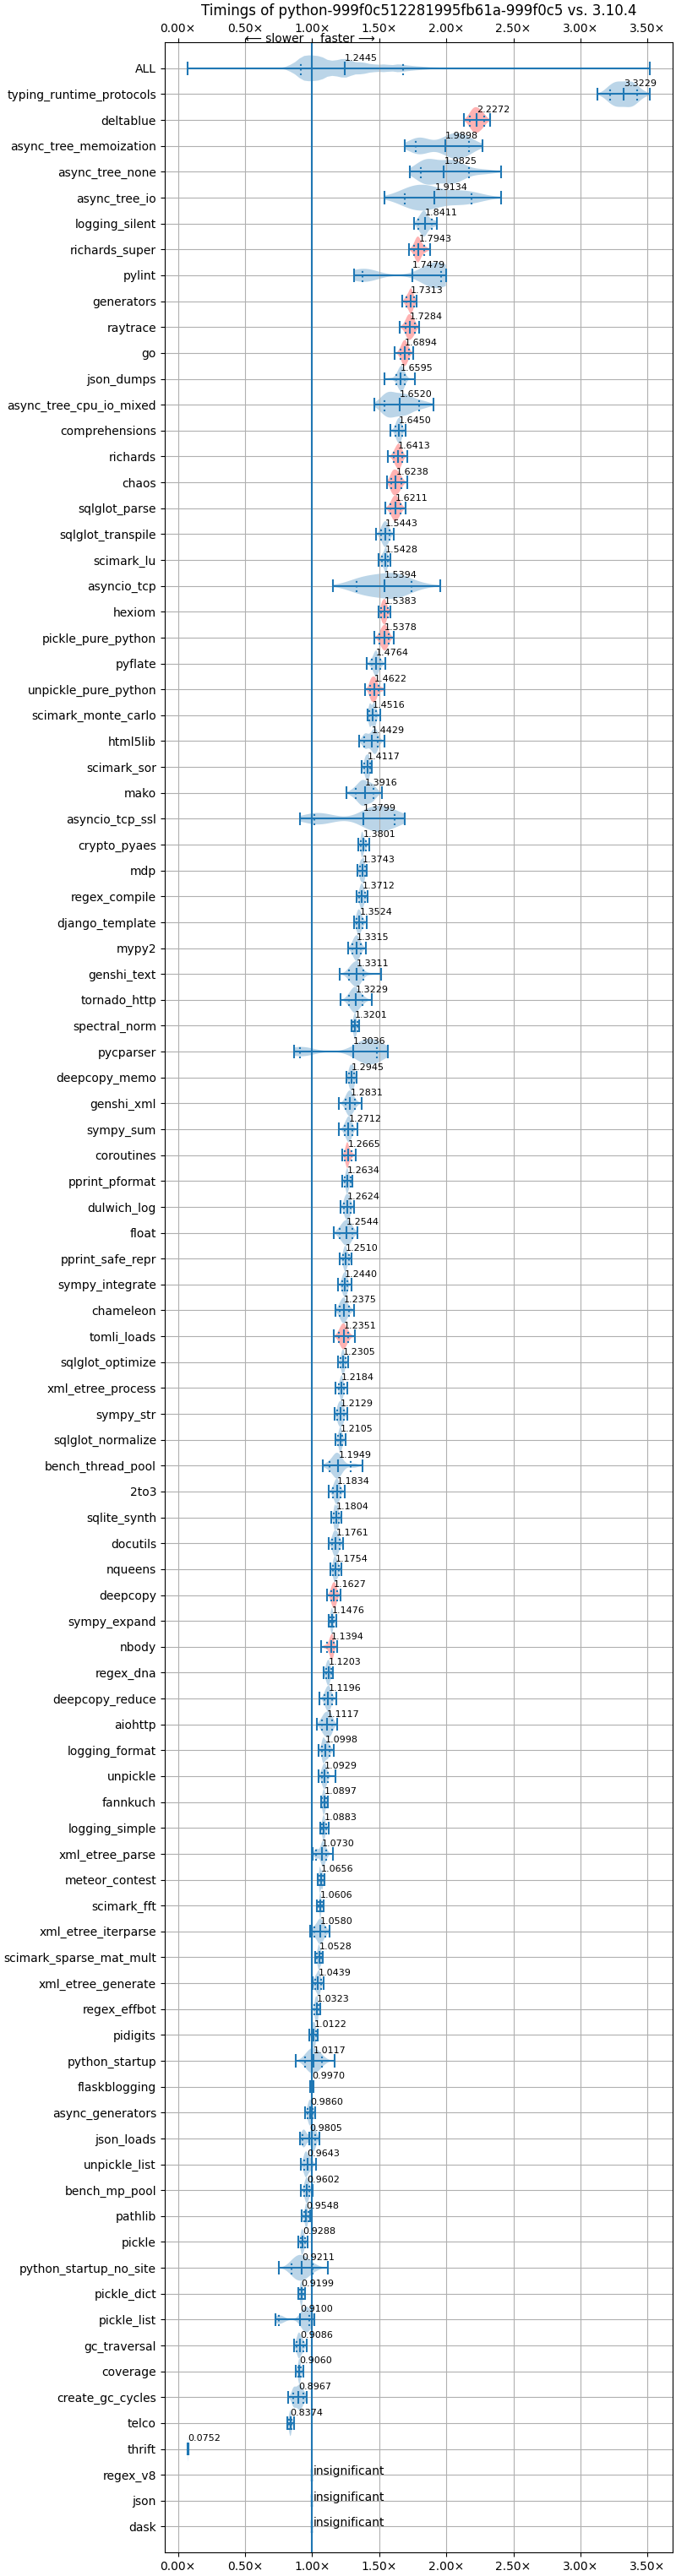 Timings of python-999f0c512281995fb61a-999f0c5 vs. 3.10.4
0.00× 0.50× 1.00× 1.50× 2.00× 2.50× 3.00× 3.50×
⟵ slower faster ⟶
ALL 1.2445
typing_runtime_protocols 3.3229
deltablue 2.2272
async_tree_memoization 1.9898
async_tree_none 1.9825
async_tree_io 1.9134
logging_silent 1.8411
richards_super 1.7943
pylint 1.7479
generators 1.7313
raytrace 1.7284
go 1.6894
json_dumps 1.6595
async_tree_cpu_io_mixed 1.6520
comprehensions 1.6450
richards 1.6413
chaos 1.6238
sqlglot_parse 1.6211
sqlglot_transpile 1.5443
scimark_lu 1.5428
asyncio_tcp 1.5394
hexiom 1.5383
pickle_pure_python 1.5378
pyflate 1.4764
unpickle_pure_python 1.4622
scimark_monte_carlo 1.4516
html5lib 1.4429
scimark_sor 1.4117
mako 1.3916
asyncio_tcp_ssl 1.3799
crypto_pyaes 1.3801
mdp 1.3743
regex_compile 1.3712
django_template 1.3524
mypy2 1.3315
genshi_text 1.3311
tornado_http 1.3229
spectral_norm 1.3201
pycparser 1.3036
deepcopy_memo 1.2945
genshi_xml 1.2831
sympy_sum 1.2712
coroutines 1.2665
pprint_pformat 1.2634
dulwich_log 1.2624
float 1.2544
pprint_safe_repr 1.2510
sympy_integrate 1.2440
chameleon 1.2375
tomli_loads 1.2351
sqlglot_optimize 1.2305
xml_etree_process 1.2184
sympy_str 1.2129
sqlglot_normalize 1.2105
bench_thread_pool 1.1949
2to3 1.1834
sqlite_synth 1.1804
docutils 1.1761
nqueens 1.1754
deepcopy 1.1627
sympy_expand 1.1476
nbody 1.1394
regex_dna 1.1203
deepcopy_reduce 1.1196
aiohttp 1.1117
logging_format 1.0998
unpickle 1.0929
fannkuch 1.0897
logging_simple 1.0883
xml_etree_parse 1.0730
meteor_contest 1.0656
scimark_fft 1.0606
xml_etree_iterparse 1.0580
scimark_sparse_mat_mult 1.0528
xml_etree_generate 1.0439
regex_effbot 1.0323
pidigits 1.0122
python_startup 1.0117
flaskblogging 0.9970
async_generators 0.9860
json_loads 0.9805
unpickle_list 0.9643
bench_mp_pool 0.9602
pathlib 0.9548
pickle 0.9288
python_startup_no_site 0.9211
pickle_dict 0.9199
pickle_list 0.9100
gc_traversal 0.9086
coverage 0.9060
create_gc_cycles 0.8967
telco 0.8374
thrift 0.0752
regex_v8 insignificant
json insignificant
dask insignificant
0.00× 0.50× 1.00× 1.50× 2.00× 2.50× 3.00× 3.50×